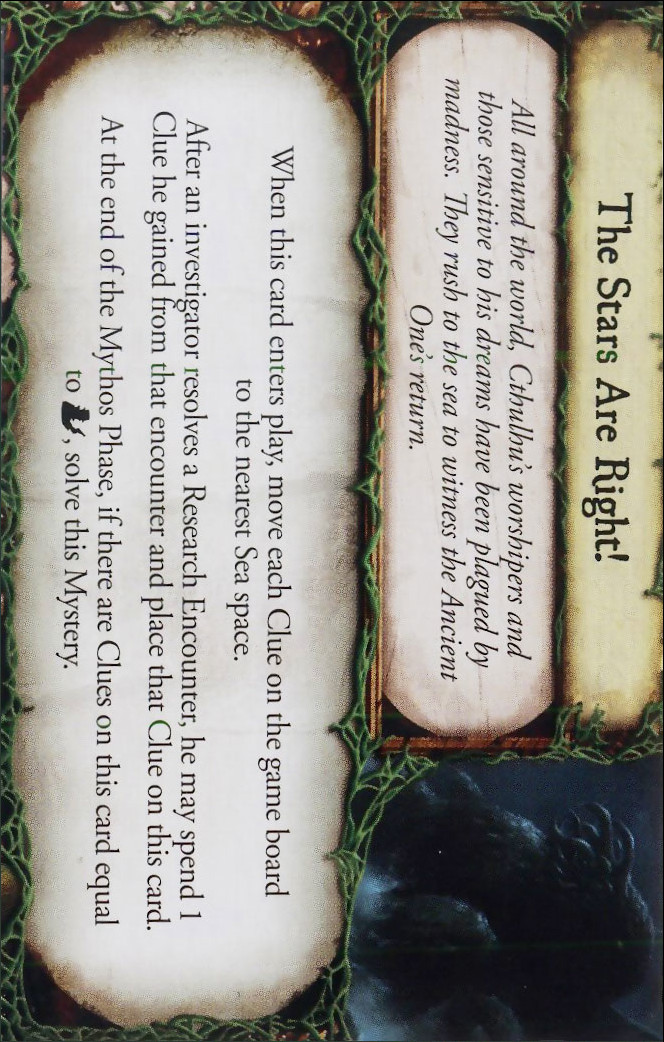 The Stars Are Right!
All around the world, Cthulhu's worshipers and
those sensitive to his dreams have been plagued by
madness. They rush to the sea to witness the Ancient
One's return.
When this card enters play, move each Clue on the game board
to the nearest Sea space.
After an investigator resolves a Research Encounter, he may spend 1
Clue he gained from that encounter and place that Clue on this card.
At the end of the Mythos Phase, if there are Clues on this card equal
to , solve this Mystery.